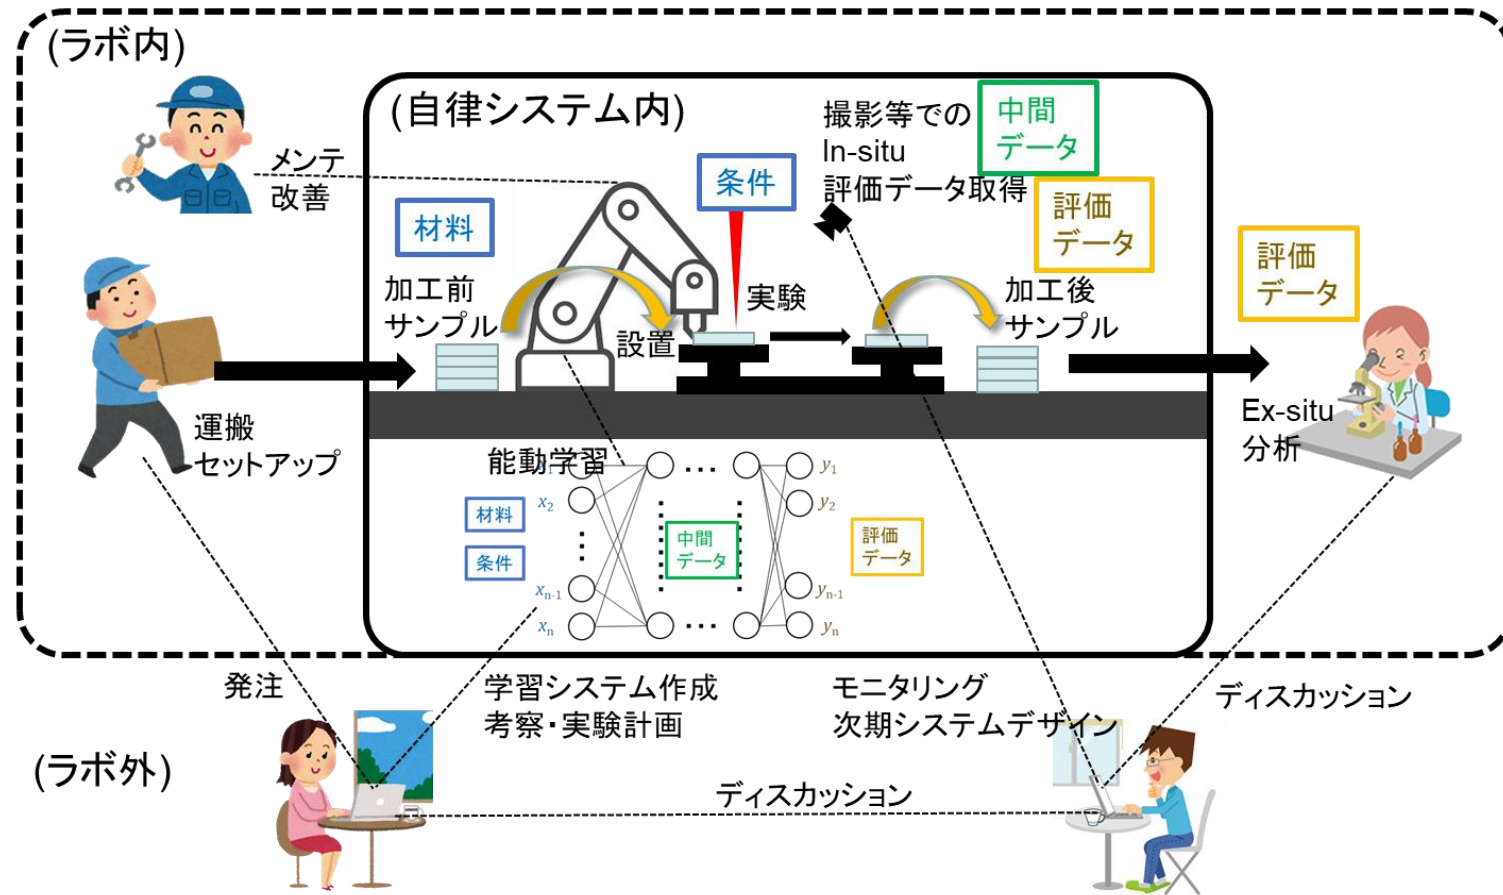 (ラボ内)
(自律システム内)
メンテ
改善
材料
条件
撮影等での
In-situ
評価データ取得
中間
データ
評価
データ
評価
データ
加工前
サンプル
設置
実験
加工後
サンプル
運搬
セットアップ
Ex-situ
分析
能動学習
x1
x2
xn-1
xn
材料
条件
中間
データ
y1
y2
yn-1
yn
評価
データ
発注
学習システム作成
考察・実験計画
モニタリング
次期システムデザイン
ディスカッション
(ラボ外)
ディスカッション